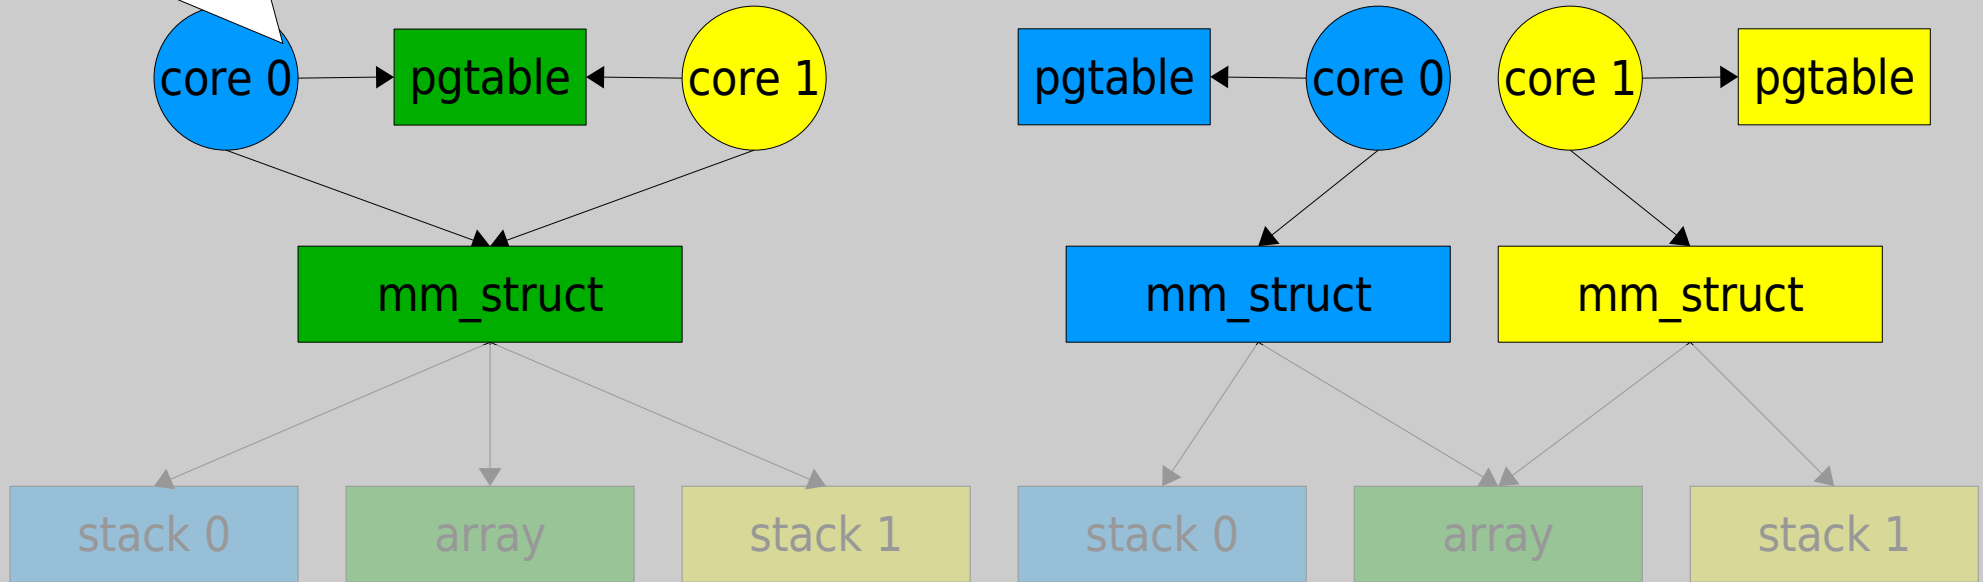 core 0
pgtable
core 1
pgtable
core 0
core 1
pgtable
mm_struct
mm_struct
mm_struct
stack 0
array
stack 1
stack 0
array
stack 1